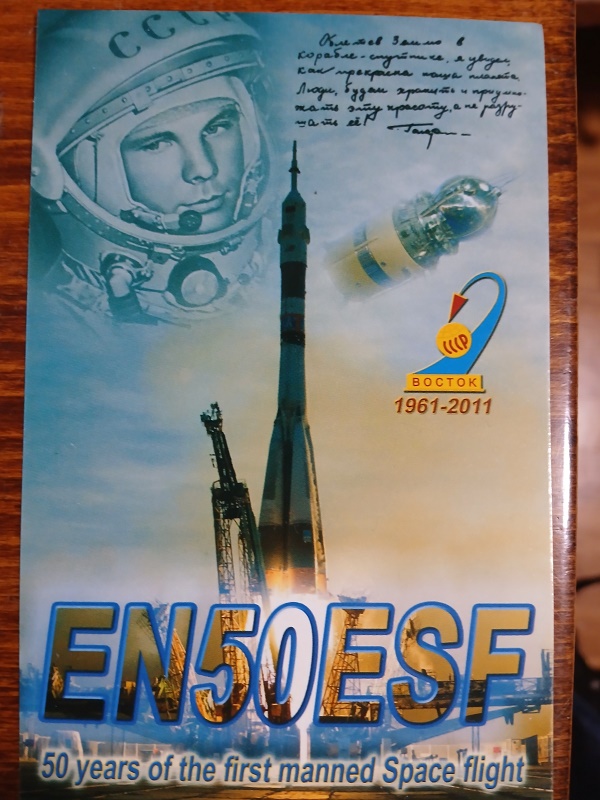 СССР
Облетев Землю в
корабле-спутнике, я увидел,
как прекрасна наша планета.
Люди, будем хранить и приумно-
жать эту красоту, а не разру-
шать её!
Гагарин
СССР
ВОСТОК
1961-2011
EN50ESF
50 years of the first manned Space flight